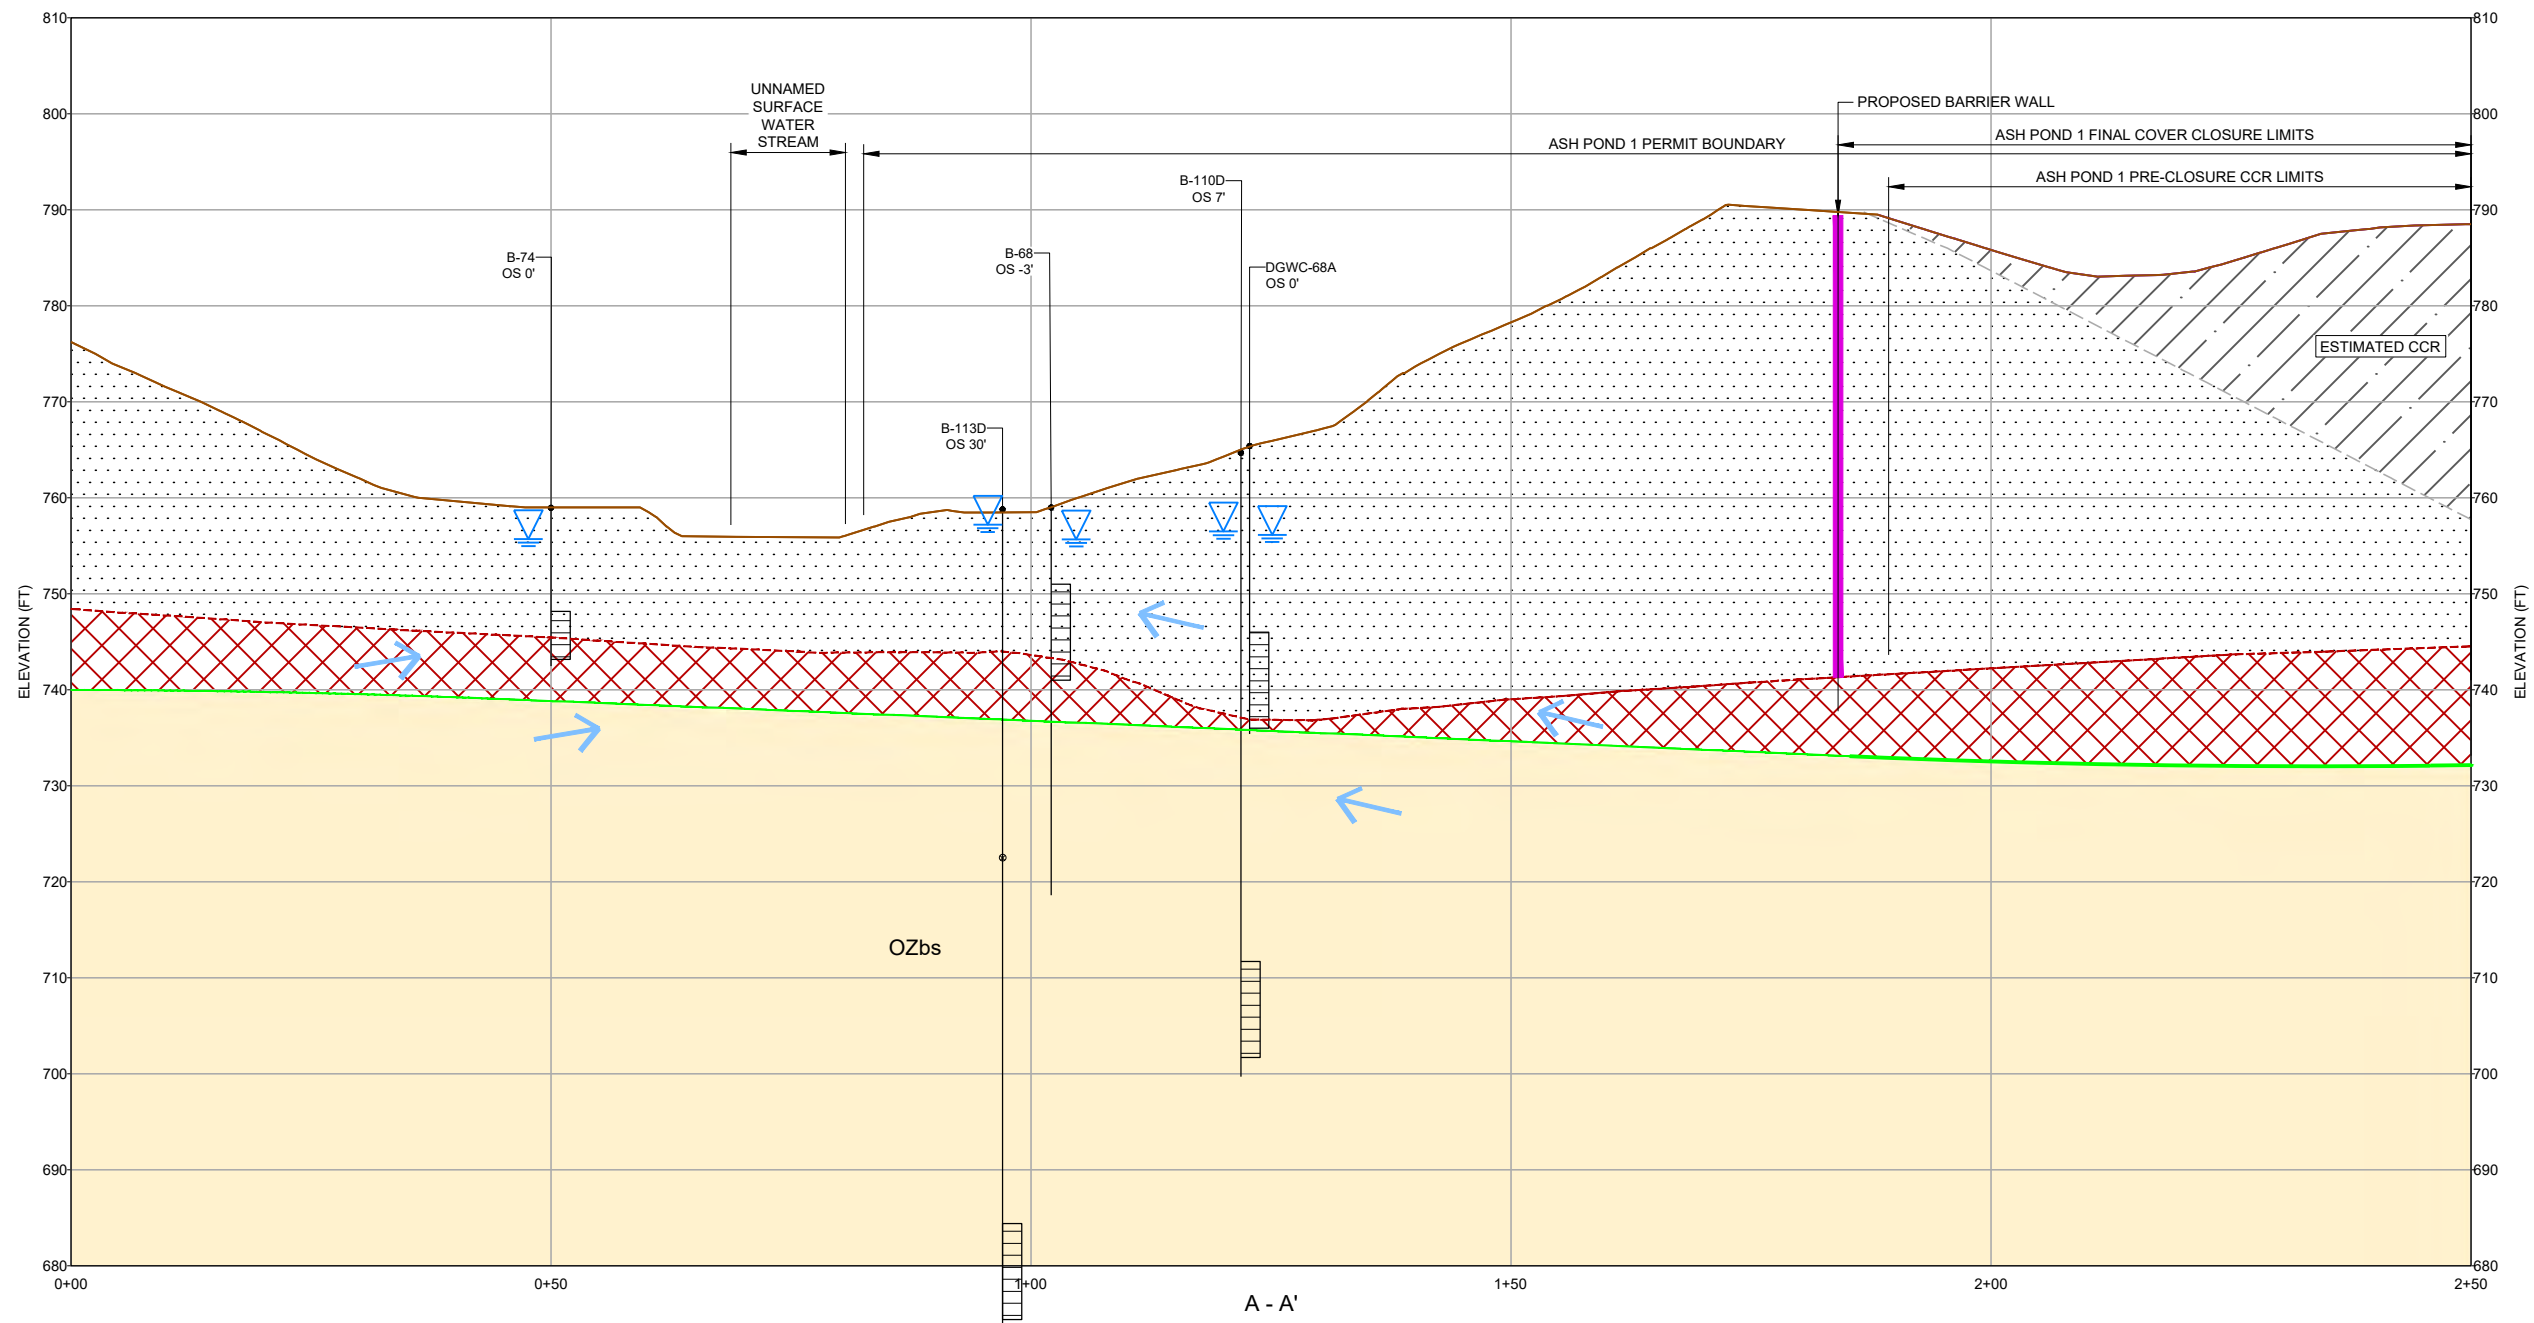 810
810
UNNAMED
SURFACE
WATER
STREAM
PROPOSED BARRIER WALL
800
800
ASH POND 1 FINAL COVER CLOSURE LIMITS
ASH POND 1 PERMIT BOUNDARY
B-110D
OS 7'
ASH POND 1 PRE-CLOSURE CCR LIMITS
790
790
B-74
OS 0'
B-68
OS -3'
DGWC-68A
OS 0'
780
780
ESTIMATED CCR
770
770
B-113D
OS 30'
760
760
750
750
ELEVATION (FT)
ELEVATION (FT)
740
740
730
730
720
720
OZbs
710
710
700
700
690
690
680
680
0+00
0+50
1+00
1+50
2+00
2+50
A - A'